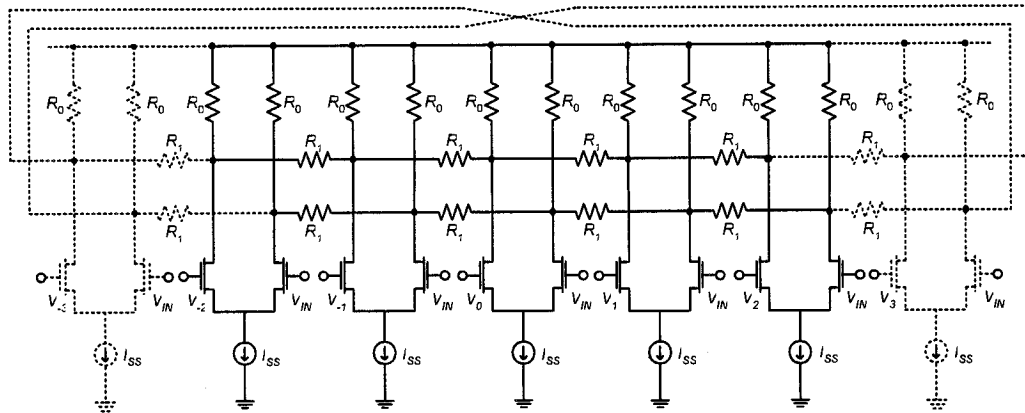 R0 R0 R0 R0 R0 R0 R0 R0 R0 R0 R0 R0 R0 R0
R1 R1 R1 R1 R1 R1
R1 R1 R1 R1 R1 R1
V-3 VIN V-2 VIN V-1 VIN V0 VIN V1 VIN V2 VIN V3 VIN
ISS ISS ISS ISS ISS ISS ISS